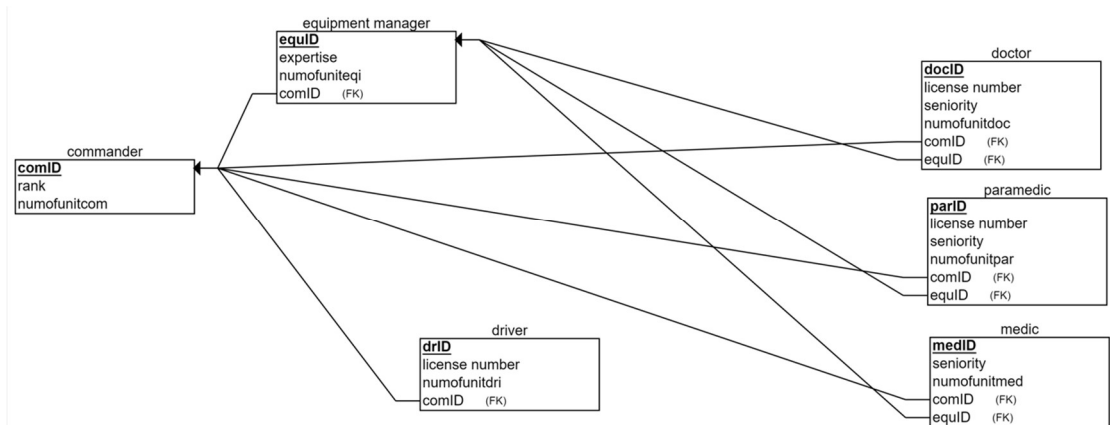 equipment manager
equID
expertise
numofuniteqi
comID (FK)
commander
comID
rank
numofunitcom
doctor
docID
license number
seniority
numofunitdoc
comID (FK)
equID (FK)
paramedic
parID
license number
seniority
numofunitpar
comID (FK)
equID (FK)
driver
drID
license number
numofunitdri
comID (FK)
medic
medID
seniority
numofunitmed
comID (FK)
equID (FK)